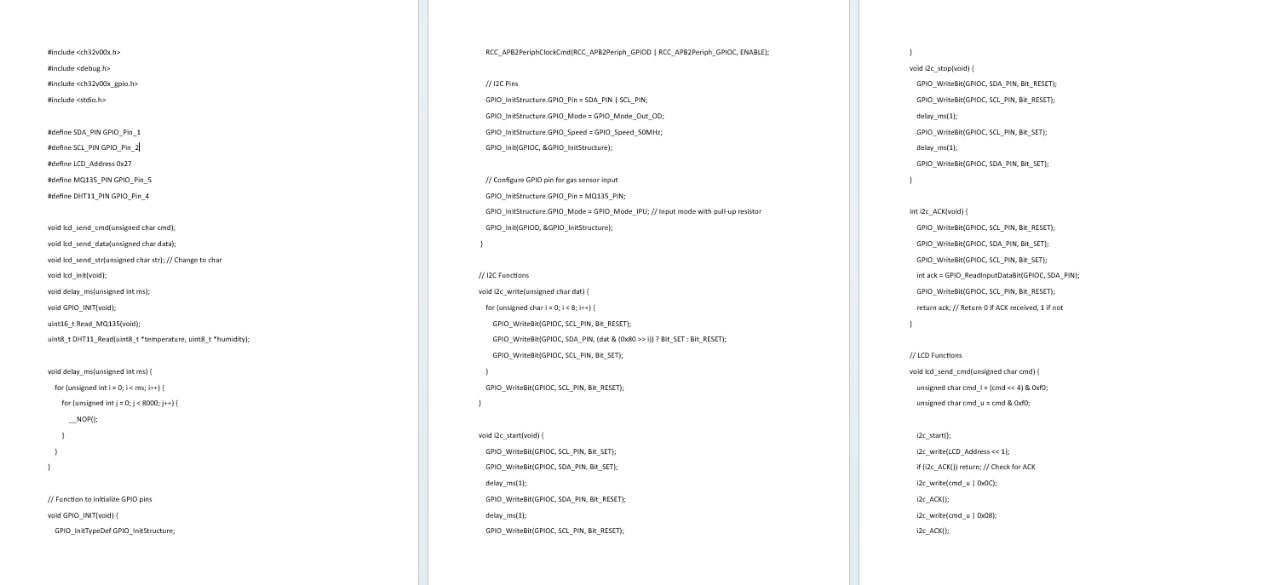 #include <ch32v00x.h>
#include <debug.h>
#include <ch32v00x_gpio.h>
#include <stdio.h>
#define SDA_PIN GPIO_Pin_1
#define SCL_PIN GPIO_Pin_2
#define LCD_Address 0x27
#define MQ135_PIN GPIO_Pin_5
#define DHT11_PIN GPIO_Pin_4
void lcd_send_cmd(unsigned char cmd);
void lcd_send_data(unsigned char data);
void lcd_send_str(unsigned char str); // Change to char
void lcd_init(void);
void delay_ms(unsigned int ms);
void GPIO_INIT(void);
uint16_t Read_MQ135(void);
uint8_t DHT11_Read(uint8_t *temperature, uint8_t *humidity);
void delay_ms(unsigned int ms) {
for (unsigned int i = 0; i < ms; i++) {
for (unsigned int j = 0; j < 8000; j++) {
__NOP();
}
}
}
// Function to initialize GPIO pins
void GPIO_INIT(void) {
GPIO_InitTypeDef GPIO_InitStructure;
RCC_APB2PeriphClockCmd(RCC_APB2Periph_GPIOD | RCC_APB2Periph_GPIOC, ENABLE);
// I2C Pins
GPIO_InitStructure.GPIO_Pin = SDA_PIN | SCL_PIN;
GPIO_InitStructure.GPIO_Mode = GPIO_Mode_Out_OD;
GPIO_InitStructure.GPIO_Speed = GPIO_Speed_50MHz;
GPIO_Init(GPIOC, &GPIO_InitStructure);
// Configure GPIO pin for gas sensor input
GPIO_InitStructure.GPIO_Pin = MQ135_PIN;
GPIO_InitStructure.GPIO_Mode = GPIO_Mode_IPU; // Input mode with pull-up resistor
GPIO_Init(GPIOD, &GPIO_InitStructure);
}
// I2C Functions
void i2c_write(unsigned char dat) {
for (unsigned char i = 0; i < 8; i++) {
GPIO_WriteBit(GPIOC, SCL_PIN, Bit_RESET);
GPIO_WriteBit(GPIOC, SDA_PIN, (dat & (0x80 >> i)) ? Bit_SET : Bit_RESET);
GPIO_WriteBit(GPIOC, SCL_PIN, Bit_SET);
}
GPIO_WriteBit(GPIOC, SCL_PIN, Bit_RESET);
}
void i2c_start(void) {
GPIO_WriteBit(GPIOC, SCL_PIN, Bit_SET);
GPIO_WriteBit(GPIOC, SDA_PIN, Bit_SET);
delay_ms(1);
GPIO_WriteBit(GPIOC, SDA_PIN, Bit_RESET);
delay_ms(1);
GPIO_WriteBit(GPIOC, SCL_PIN, Bit_RESET);
}
void i2c_stop(void) {
GPIO_WriteBit(GPIOC, SDA_PIN, Bit_RESET);
GPIO_WriteBit(GPIOC, SCL_PIN, Bit_RESET);
delay_ms(1);
GPIO_WriteBit(GPIOC, SCL_PIN, Bit_SET);
delay_ms(1);
GPIO_WriteBit(GPIOC, SDA_PIN, Bit_SET);
}
int i2c_ACK(void) {
GPIO_WriteBit(GPIOC, SCL_PIN, Bit_RESET);
GPIO_WriteBit(GPIOC, SDA_PIN, Bit_SET);
GPIO_WriteBit(GPIOC, SCL_PIN, Bit_SET);
int ack = GPIO_ReadInputDataBit(GPIOC, SDA_PIN);
GPIO_WriteBit(GPIOC, SCL_PIN, Bit_RESET);
return ack; // Return 0 if ACK received, 1 if not
}
// LCD Functions
void lcd_send_cmd(unsigned char cmd) {
unsigned char cmd_l = (cmd << 4) & 0xf0;
unsigned char cmd_u = cmd & 0xf0;
i2c_start();
i2c_write(LCD_Address << 1);
if (i2c_ACK()) return; // Check for ACK
i2c_write(cmd_u | 0x0C);
i2c_ACK();
i2c_write(cmd_u | 0x08);
i2c_ACK();